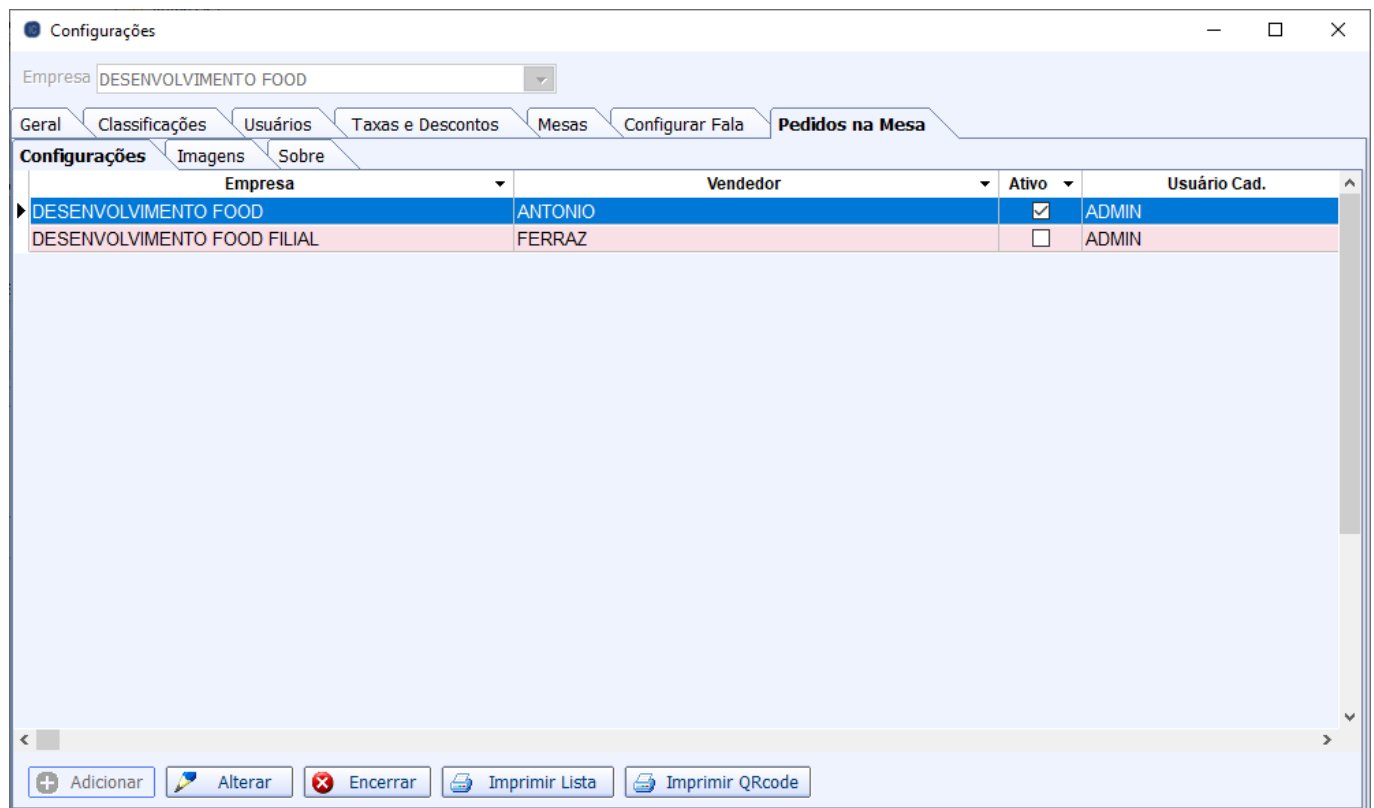 Configurações
Empresa DESENVOLVIMENTO FOOD
Geral Classificações Usuários Taxas e Descontos Mesas Configurar Fala Pedidos na Mesa
Configurações Imagens Sobre
Empresa Vendedor Ativo Usuário Cad.
DESENVOLVIMENTO FOOD ANTONIO ADMIN
DESENVOLVIMENTO FOOD FILIAL FERRAZ ADMIN
Adicionar Alterar Encerrar Imprimir Lista Imprimir QRcode